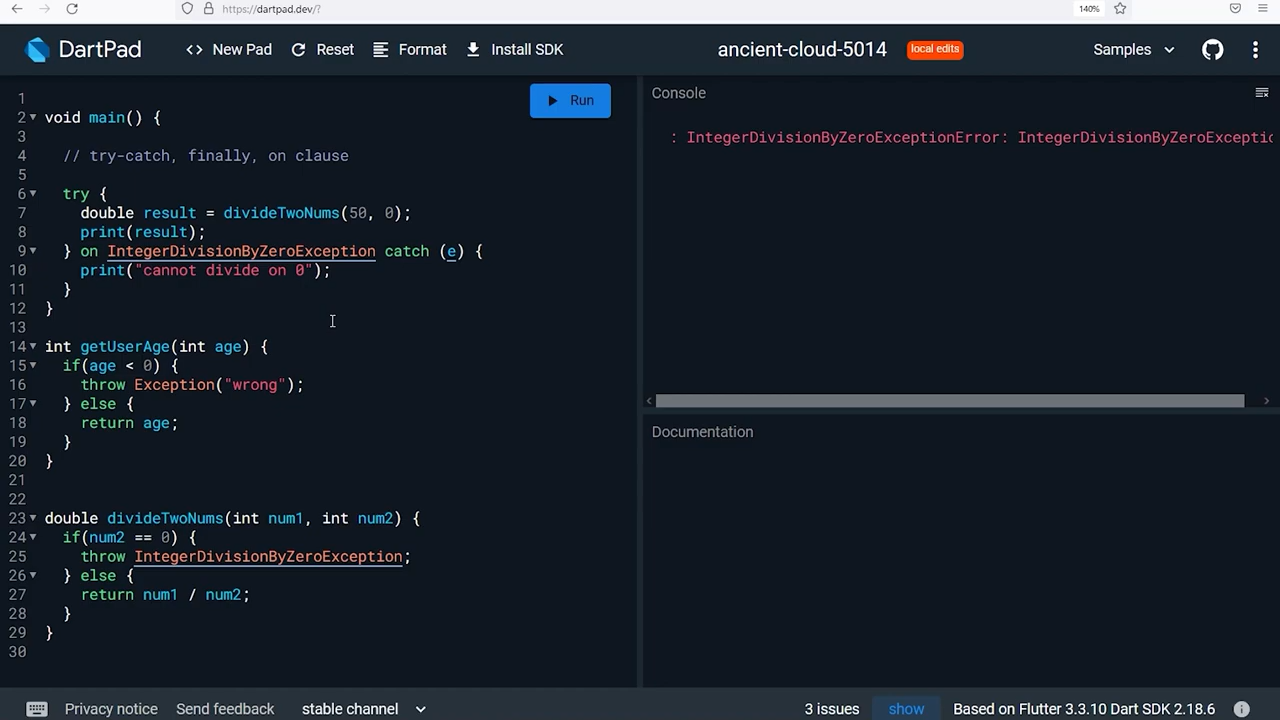 https://dartpad.dev/?
140%
DartPad
<> New Pad
Reset
Format
Install SDK
ancient-cloud-5014
local edits
Samples
1
2 void main() {
3
4 // try-catch, finally, on clause
5
6 try {
7 double result = divideTwoNums(50, 0);
8 print(result);
9 } on IntegerDivisionByZeroException catch (e) {
10 print("cannot divide on 0");
11 }
12 }
13
14 int getUserAge(int age) {
15 if(age < 0) {
16 throw Exception("wrong");
17 } else {
18 return age;
19 }
20 }
21
22
23 double divideTwoNums(int num1, int num2) {
24 if(num2 == 0) {
25 throw IntegerDivisionByZeroException;
26 } else {
27 return num1 / num2;
28 }
29 }
30
Run
Console
: IntegerDivisionByZeroExceptionError: IntegerDivisionByZeroExceptio
Documentation
Privacy notice
Send feedback
stable channel
3 issues
show
Based on Flutter 3.3.10 Dart SDK 2.18.6